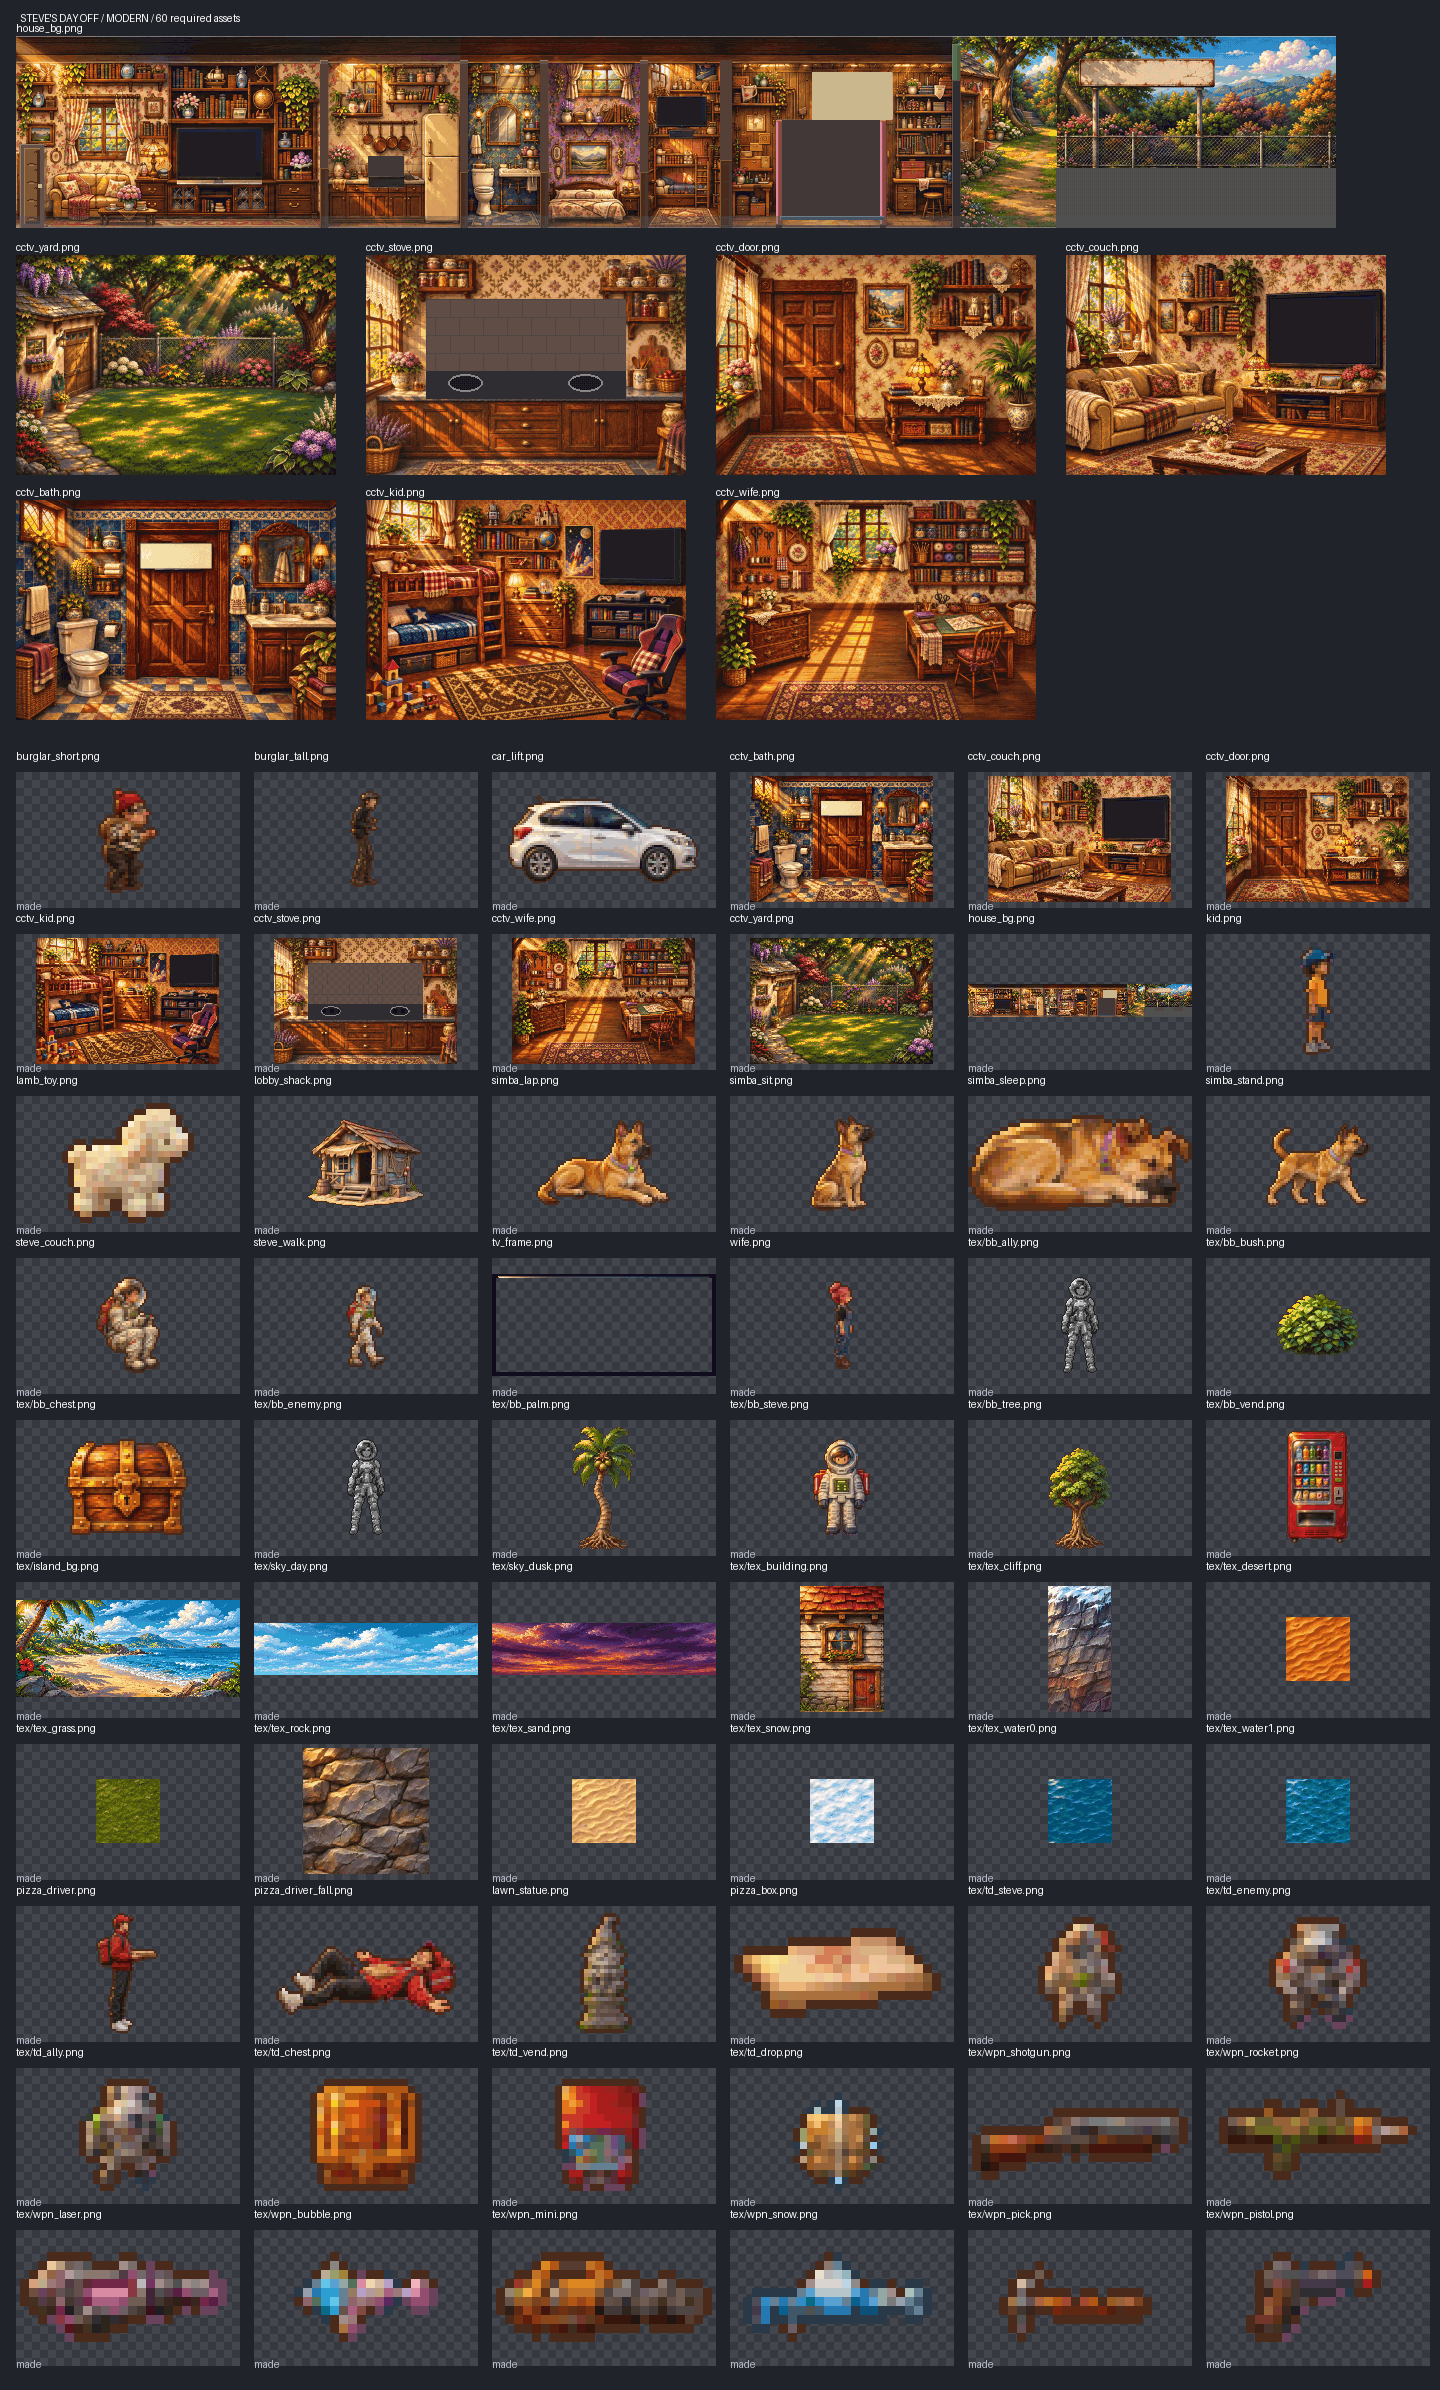 STEVE'S DAY OFF / MODERN / 60 required assets
house_bg.png
cctv_yard.png cctv_stove.png cctv_door.png cctv_couch.png
cctv_bath.png cctv_kid.png cctv_wife.png
burglar_short.png burglar_tall.png car_lift.png cctv_bath.png cctv_couch.png cctv_door.png
made made made made made made
cctv_kid.png cctv_stove.png cctv_wife.png cctv_yard.png house_bg.png kid.png
made made made made made made
lamb_toy.png lobby_shack.png simba_lap.png simba_sit.png simba_sleep.png simba_stand.png
made made made made made made
steve_couch.png steve_walk.png tv_frame.png wife.png tex/bb_ally.png tex/bb_bush.png
made made made made made made
tex/bb_chest.png tex/bb_enemy.png tex/bb_palm.png tex/bb_steve.png tex/bb_tree.png tex/bb_vend.png
made made made made made made
tex/island_bg.png tex/sky_day.png tex/sky_dusk.png tex/tex_building.png tex/tex_cliff.png tex/tex_desert.png
made made made made made made
tex/tex_grass.png tex/tex_rock.png tex/tex_sand.png tex/tex_snow.png tex/tex_water0.png tex/tex_water1.png
made made made made made made
pizza_driver.png pizza_driver_fall.png lawn_statue.png pizza_box.png tex/td_steve.png tex/td_enemy.png
made made made made made made
tex/td_ally.png tex/td_chest.png tex/td_vend.png tex/td_drop.png tex/wpn_shotgun.png tex/wpn_rocket.png
made made made made made made
tex/wpn_laser.png tex/wpn_bubble.png tex/wpn_mini.png tex/wpn_snow.png tex/wpn_pick.png tex/wpn_pistol.png
made made made made made made